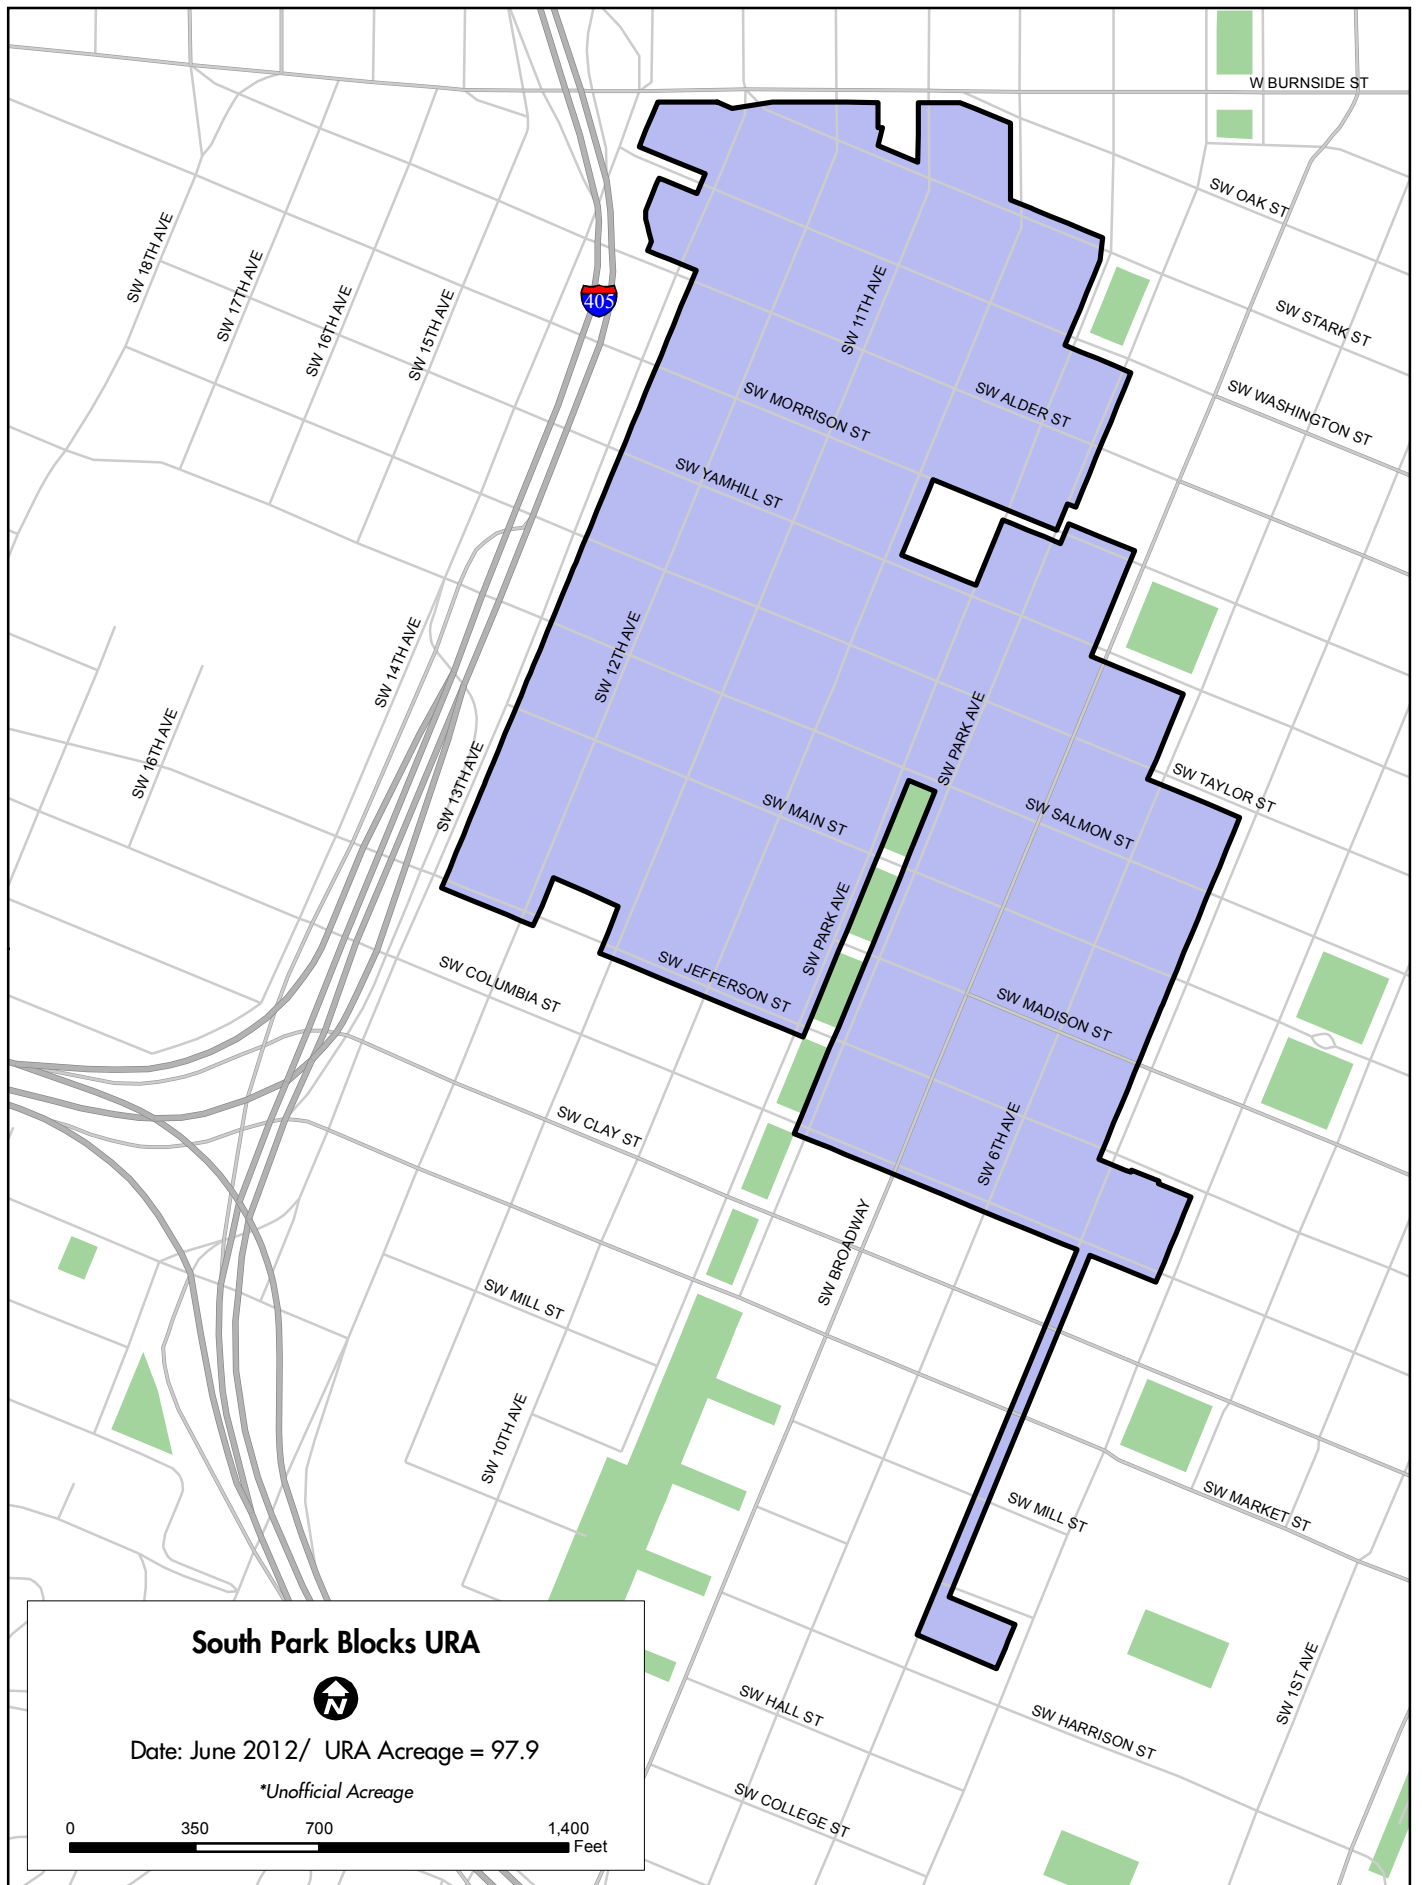 W BURNSIDE ST
SW OAK ST
SW 18TH AVE
SW 17TH AVE
SW 16TH AVE
SW 15TH AVE
405
SW 11TH AVE
SW STARK ST
SW WASHINGTON ST
SW ALDER ST
SW MORRISON ST
SW YAMHILL ST
SW 14TH AVE
SW 12TH AVE
SW 16TH AVE
SW 13TH AVE
SW PARK AVE
SW TAYLOR ST
SW SALMON ST
SW MAIN ST
SW PARK AVE
SW JEFFERSON ST
SW COLUMBIA ST
SW MADISON ST
SW CLAY ST
SW 6TH AVE
SW BROADWAY
SW MILL ST
SW 10TH AVE
SW MILL ST
SW MARKET ST
SW 1ST AVE
SW HALL ST
SW HARRISON ST
SW COLLEGE ST
South Park Blocks URA
N
Date: June 2012/ URA Acreage = 97.9
*Unofficial Acreage
0 350 700 1,400
Feet